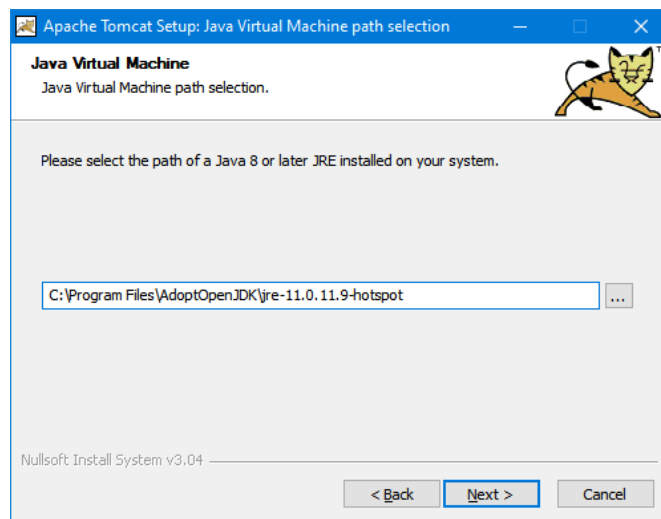 Apache Tomcat Setup: Java Virtual Machine path selection
Java Virtual Machine
Java Virtual Machine path selection.
Please select the path of a Java 8 or later JRE installed on your system.
C:\Program Files\AdoptOpenJDK\jre-11.0.11.9-hotspot
...
Nullsoft Install System v3.04
< Back
Next >
Cancel